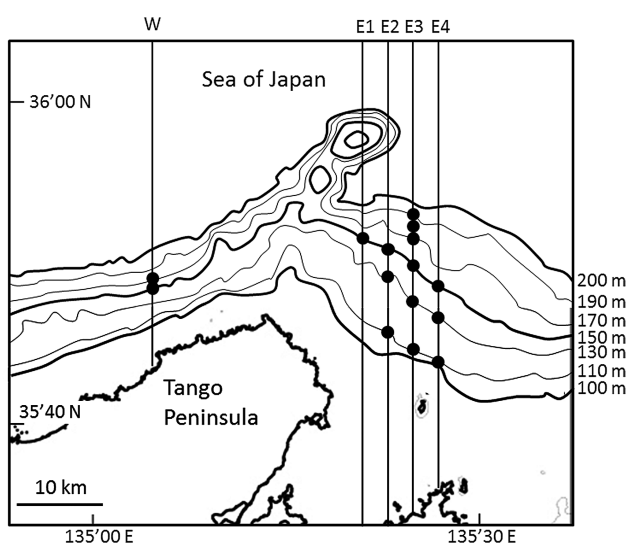 W E1 E2 E3 E4
Sea of Japan
36’00 N
200 m
190 m
170 m
150 m
130 m
110 m
100 m
Tango
Peninsula
35’40 N
10 km
135’00 E 135’30 E